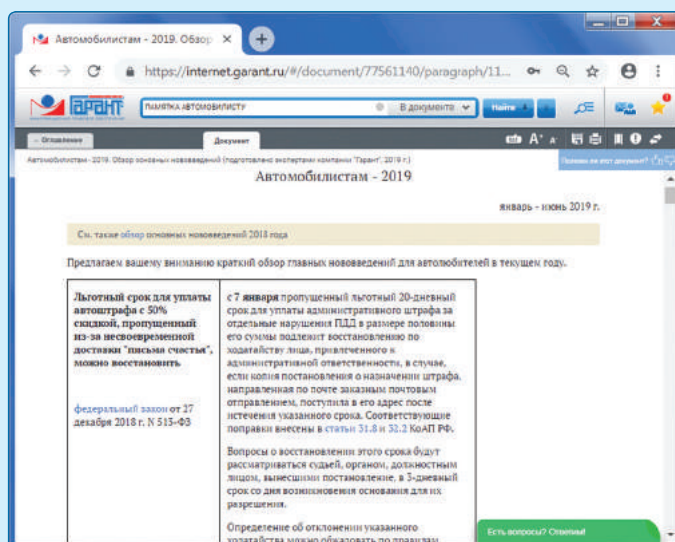 Автомобилистам - 2019. Обзор
https://internet.garant.ru/#/document/77561140/paragraph/11...
ГАРАНТ
ПАМЯТКА АВТОМОБИЛИСТУ
В документе
Найти
Оглавление
Документ
Автомобилистам - 2019. Обзор основных нововведений (подготовлено экспертами компании "Гарант", 2019 г.)
Автомобилистам - 2019
январь - июнь 2019 г.
См. также обзор основных нововведений 2018 года
Предлагаем вашему вниманию краткий обзор главных нововведений для автолюбителей в текущем году.
Льготный срок для уплаты
автоштрафа с 50%
скидкой, пропущенный
из-за несвоевременной
доставки "письма счастья",
можно восстановить
федеральный закон от 27
декабря 2018 г. N 513-ФЗ
с 7 января пропущенный льготный 20-дневный
срок для уплаты административного штрафа за
отдельные нарушения ПДД в размере половины
его суммы подлежит восстановлению по
ходатайству лица, привлеченного к
административной ответственности, в случае,
если копия постановления о назначении штрафа,
направленная по почте заказным почтовым
отправлением, поступила в его адрес после
истечения указанного срока. Соответствующие
поправки внесены в статьи 31.8 и 32.2 КоАП РФ.
Вопросы о восстановлении этого срока будут
рассматриваться судьей, органом, должностным
лицом, вынесшими постановление, в 3-дневный
срок со дня возникновения основания для их
разрешения.
Определение об отклонении указанного
ходатайства можно обжаловать по правилам
Есть вопросы? Ответим!